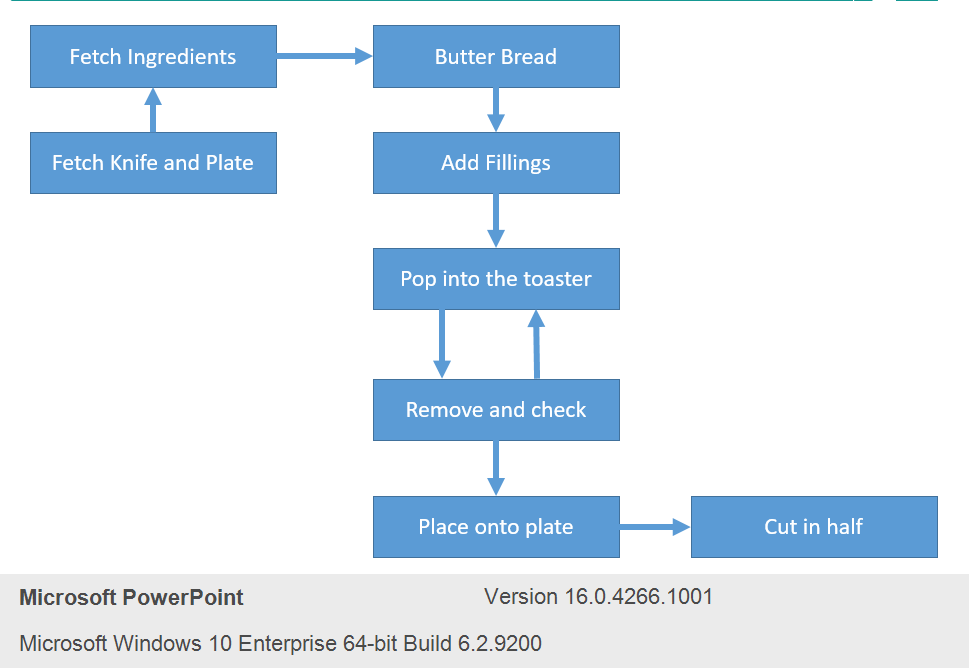 Fetch Ingredients
Butter Bread
Fetch Knife and Plate
Add Fillings
Pop into the toaster
Remove and check
Place onto plate
Cut in half
Microsoft PowerPoint
Version 16.0.4266.1001
Microsoft Windows 10 Enterprise 64-bit Build 6.2.9200